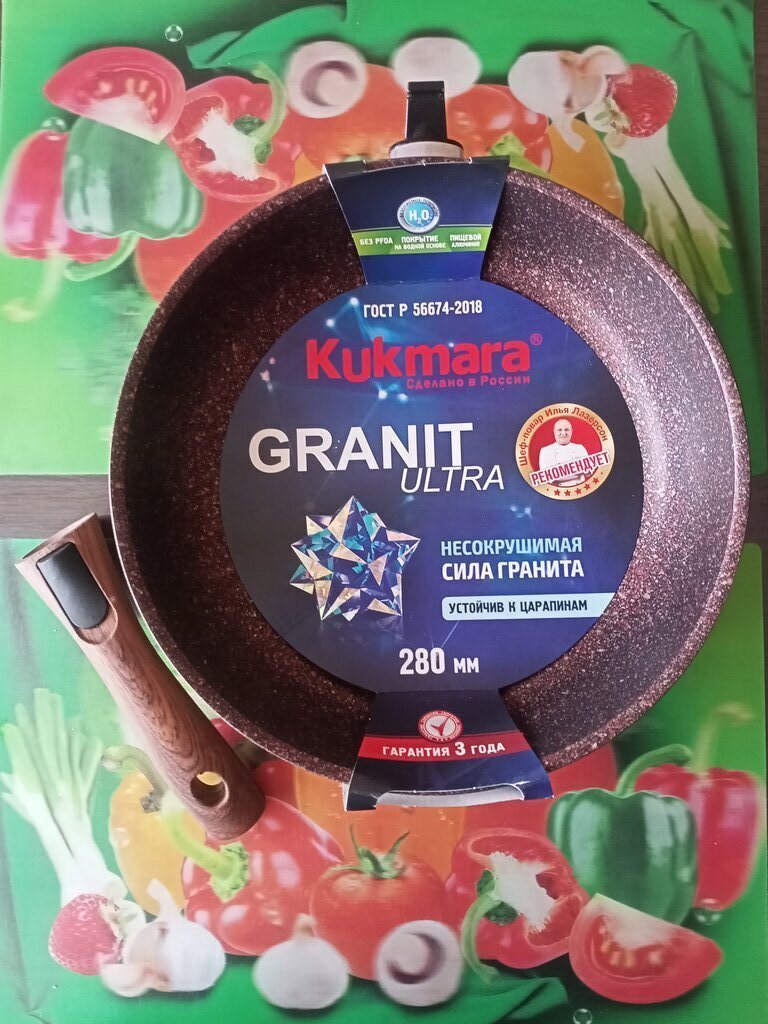 H₂O
БЕЗ PFOA
ПОКРЫТИЕ
НА ВОДНОЙ ОСНОВЕ
ПИЩЕВОЙ
АЛЮМИНИЙ
ГОСТ Р 56674-2018
Kukmara®
Сделано в России
GRANIT
ULTRA
Шеф-повар Илья Лазерсон
РЕКОМЕНДУЕТ
НЕСОКРУШИМАЯ
СИЛА ГРАНИТА
УСТОЙЧИВ К ЦАРАПИНАМ
280 мм
ГАРАНТИЯ 3 ГОДА